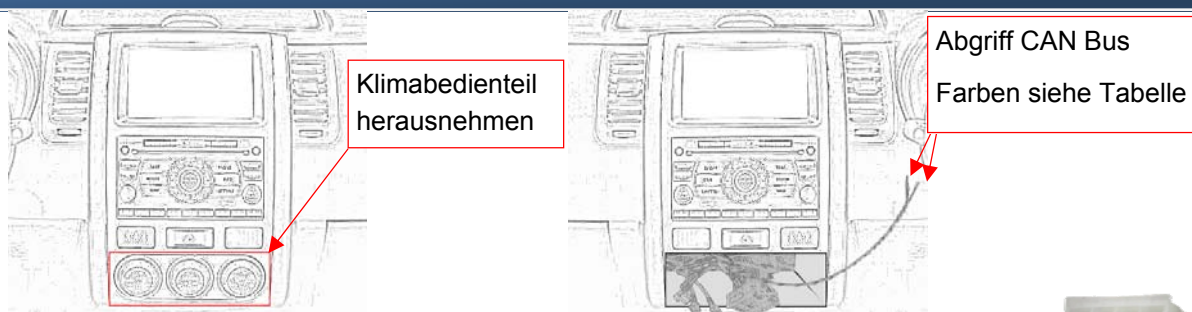 Klimabedienteil
herausnehmen
Abgriff CAN Bus
Farben siehe Tabelle